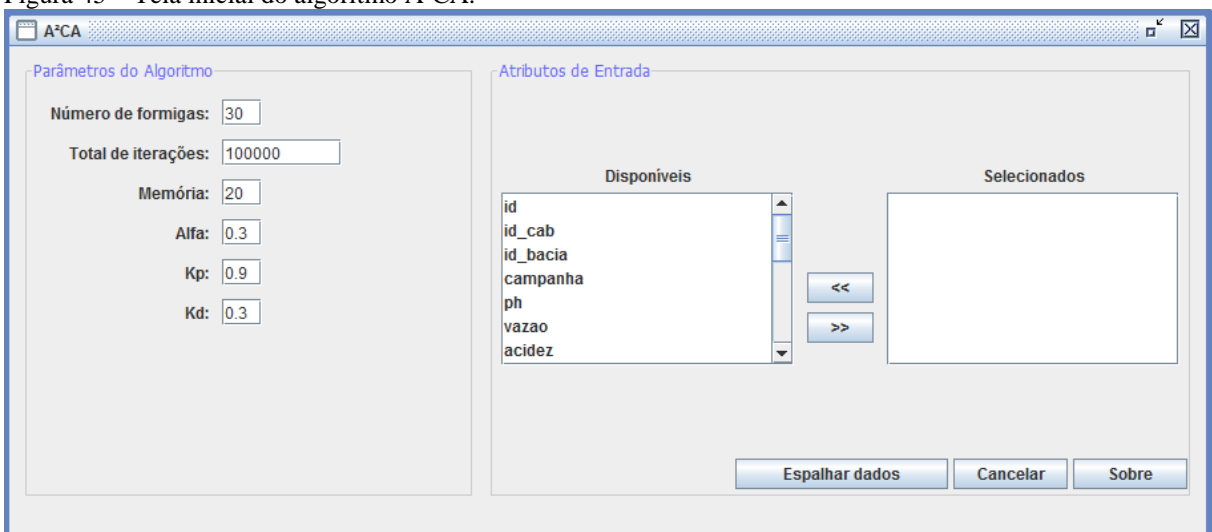 Figura 45 – Tela inicial do algoritmo A²CA.
A²CA
Parâmetros do Algoritmo
Número de formigas: 30
Total de iterações: 100000
Memória: 20
Alfa: 0.3
Kp: 0.9
Kd: 0.3
Atributos de Entrada
Disponíveis
id
id_cab
id_bacia
campanha
ph
vazao
acidez
<<
>>
Selecionados
Espalhar dados
Cancelar
Sobre